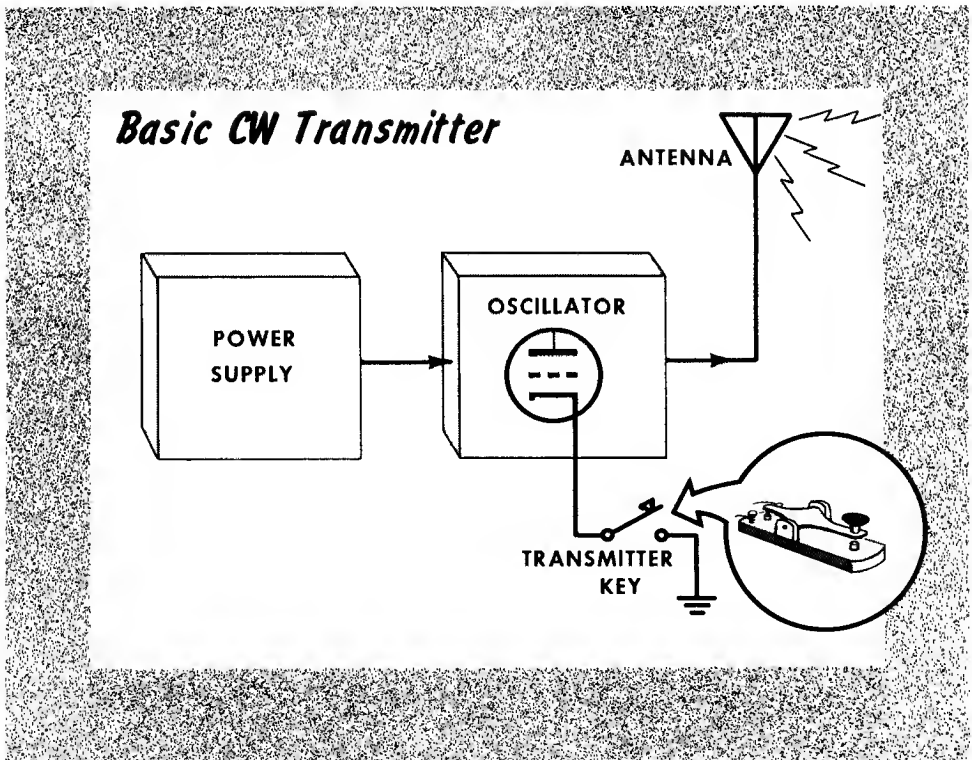 Basic CW Transmitter
ANTENNA
OSCILLATOR
POWER
SUPPLY
TRANSMITTER
KEY